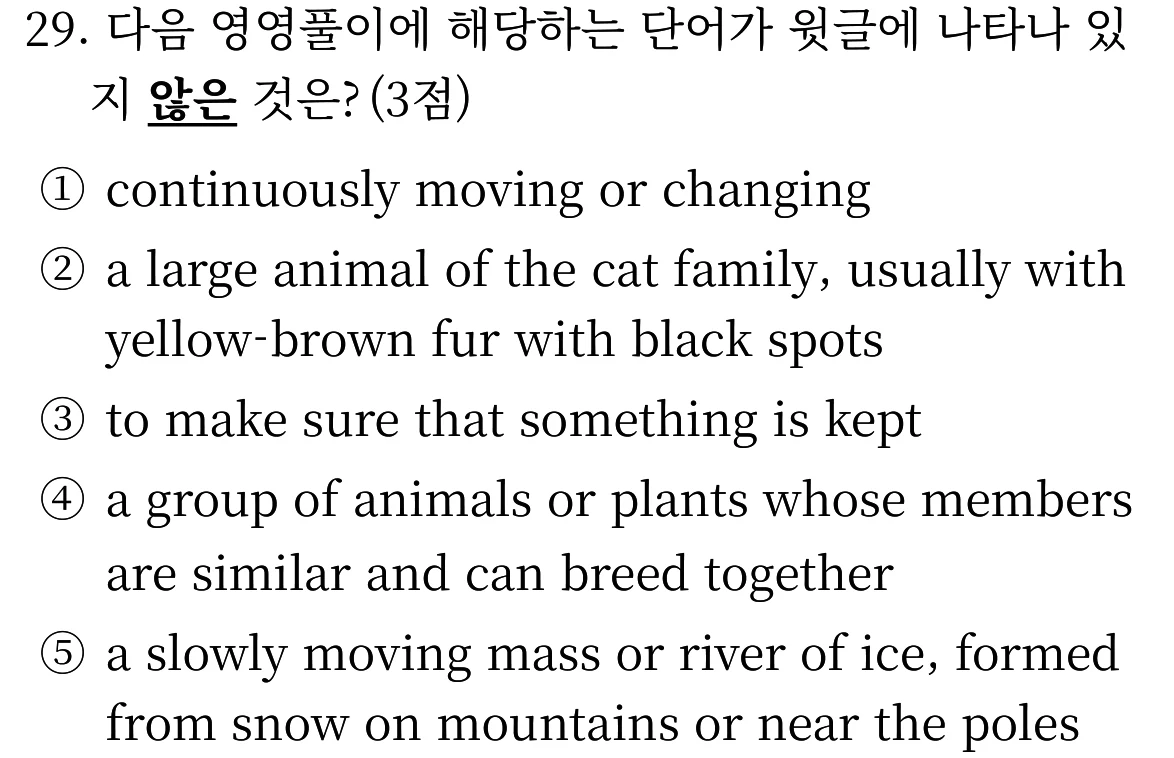 29. 다음 영영풀이에 해당하는 단어가 윗글에 나타나 있
지 않은 것은? (3점)
① continuously moving or changing
② a large animal of the cat family, usually with
yellow-brown fur with black spots
③ to make sure that something is kept
④ a group of animals or plants whose members
are similar and can breed together
⑤ a slowly moving mass or river of ice, formed
from snow on mountains or near the poles